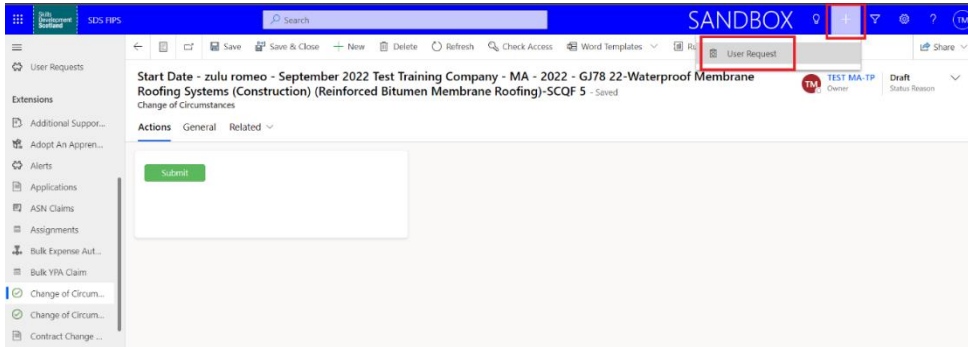 Skills
Development
Scotland
SDS FIPS
Search
SANDBOX
?
TM
Save
Save & Close
New
Delete
Refresh
Check Access
Word Templates
Share
User Request
User Requests
Extensions
Additional Suppor...
Adopt An Appren...
Alerts
Applications
ASN Claims
Assignments
Bulk Expense Aut...
Bulk YPA Claim
Change of Circum...
Change of Circum...
Contract Change ...
Start Date - zulu romeo - September 2022 Test Training Company - MA - 2022 - GJ78 22-Waterproof Membrane
Roofing Systems (Construction) (Reinforced Bitumen Membrane Roofing)-SCQF 5 - Saved
Change of Circumstances
TM
TEST MA-TP
Owner
Draft
Status Reason
Actions General Related
Submit